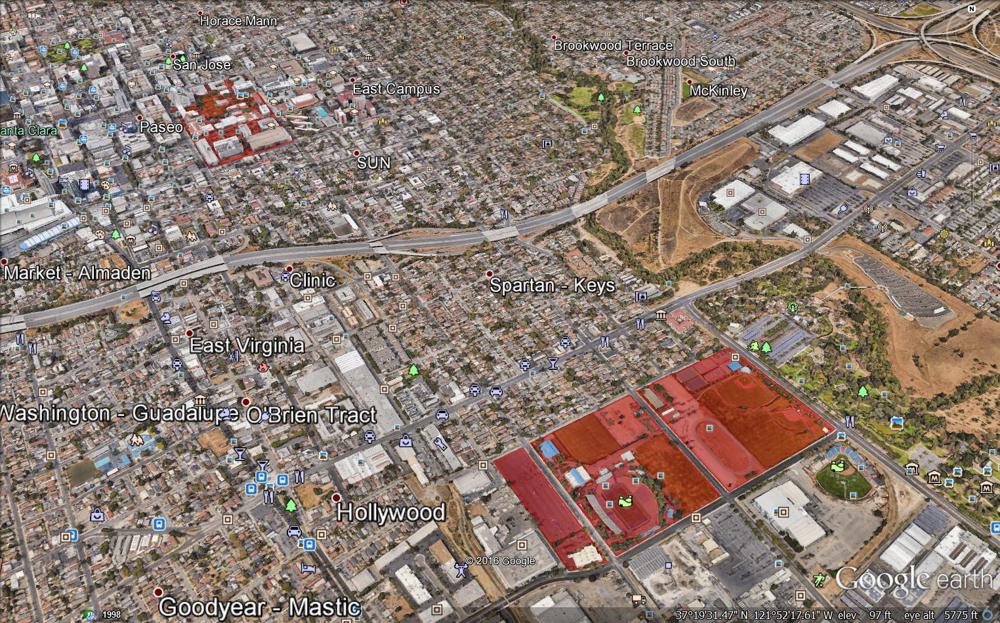 N
Horace Mann
Brookwood Terrace
San Jose
Brookwood South
East Campus
McKinley
Paseo
anta Clara
SUN
Market - Almaden
Clinic
Spartan - Keys
East Virginia
Washington - Guadalupe
O'Brien Tract
Hollywood
© 2016 Google
Google earth
Goodyear - Mastic
1998
37°19'31.47" N 121°52'17.61" W elev 97 ft eye alt 5775 ft